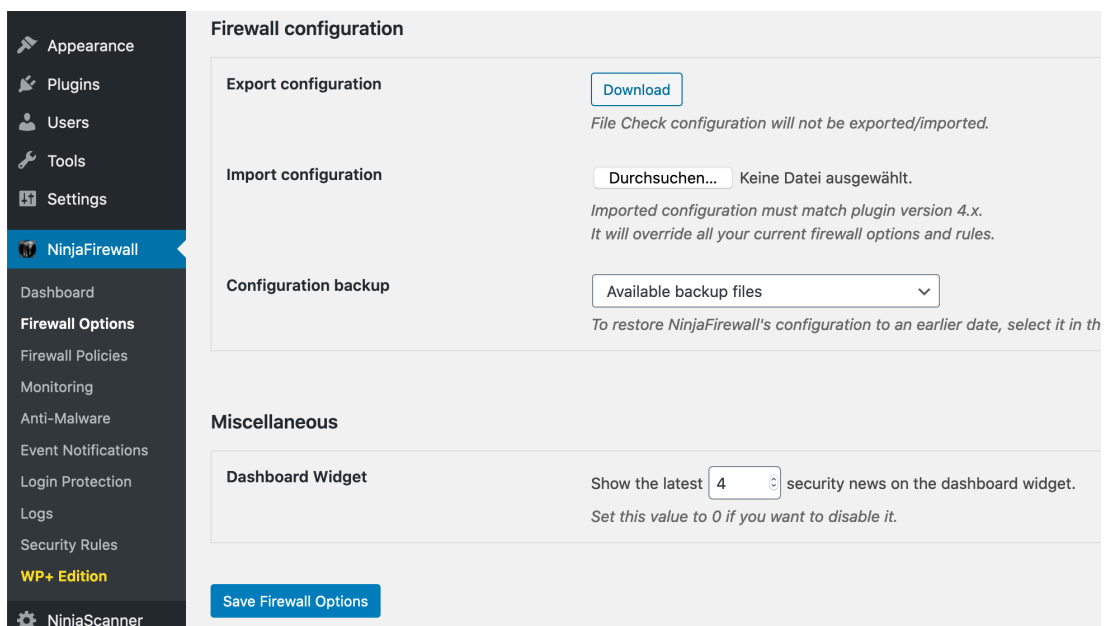 Appearance
Plugins
Users
Tools
Settings
NinjaFirewall
Dashboard
Firewall Options
Firewall Policies
Monitoring
Anti-Malware
Event Notifications
Login Protection
Logs
Security Rules
WP+ Edition
NinjaScanner
Firewall configuration
Export configuration
Download
File Check configuration will not be exported/imported.
Import configuration
Durchsuchen... Keine Datei ausgewählt.
Imported configuration must match plugin version 4.x.
It will override all your current firewall options and rules.
Configuration backup
Available backup files
To restore NinjaFirewall's configuration to an earlier date, select it in th
Miscellaneous
Dashboard Widget
Show the latest 4 security news on the dashboard widget.
Set this value to 0 if you want to disable it.
Save Firewall Options